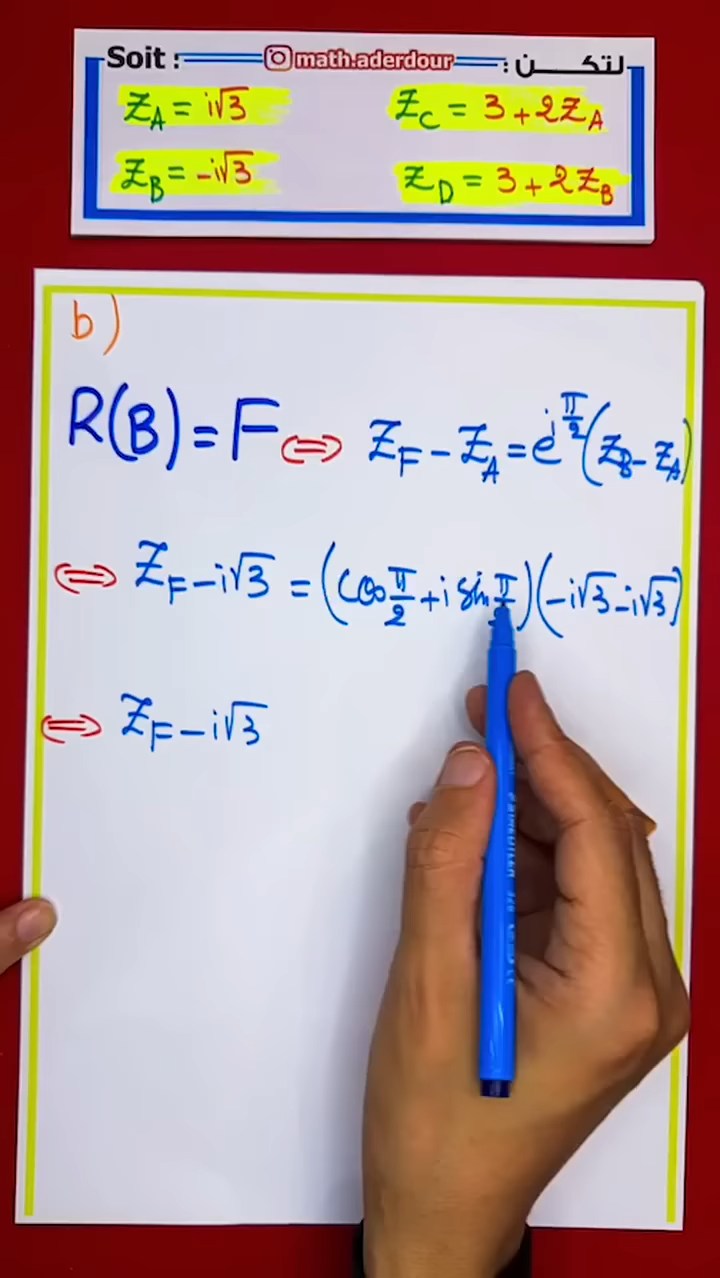 Soit : math.aderdour لتكن :
Z_A = i√3 Z_C = 3 + 2Z_A
Z_B = -i√3 Z_D = 3 + 2Z_B
b)
R(B) = F ⇔ Z_F - Z_A = e^{iπ/2}(Z_B - Z_A)
⇔ Z_F - i√3 = (cos π/2 + i sin π/2)(-i√3 - i√3)
⇔ Z_F - i√3